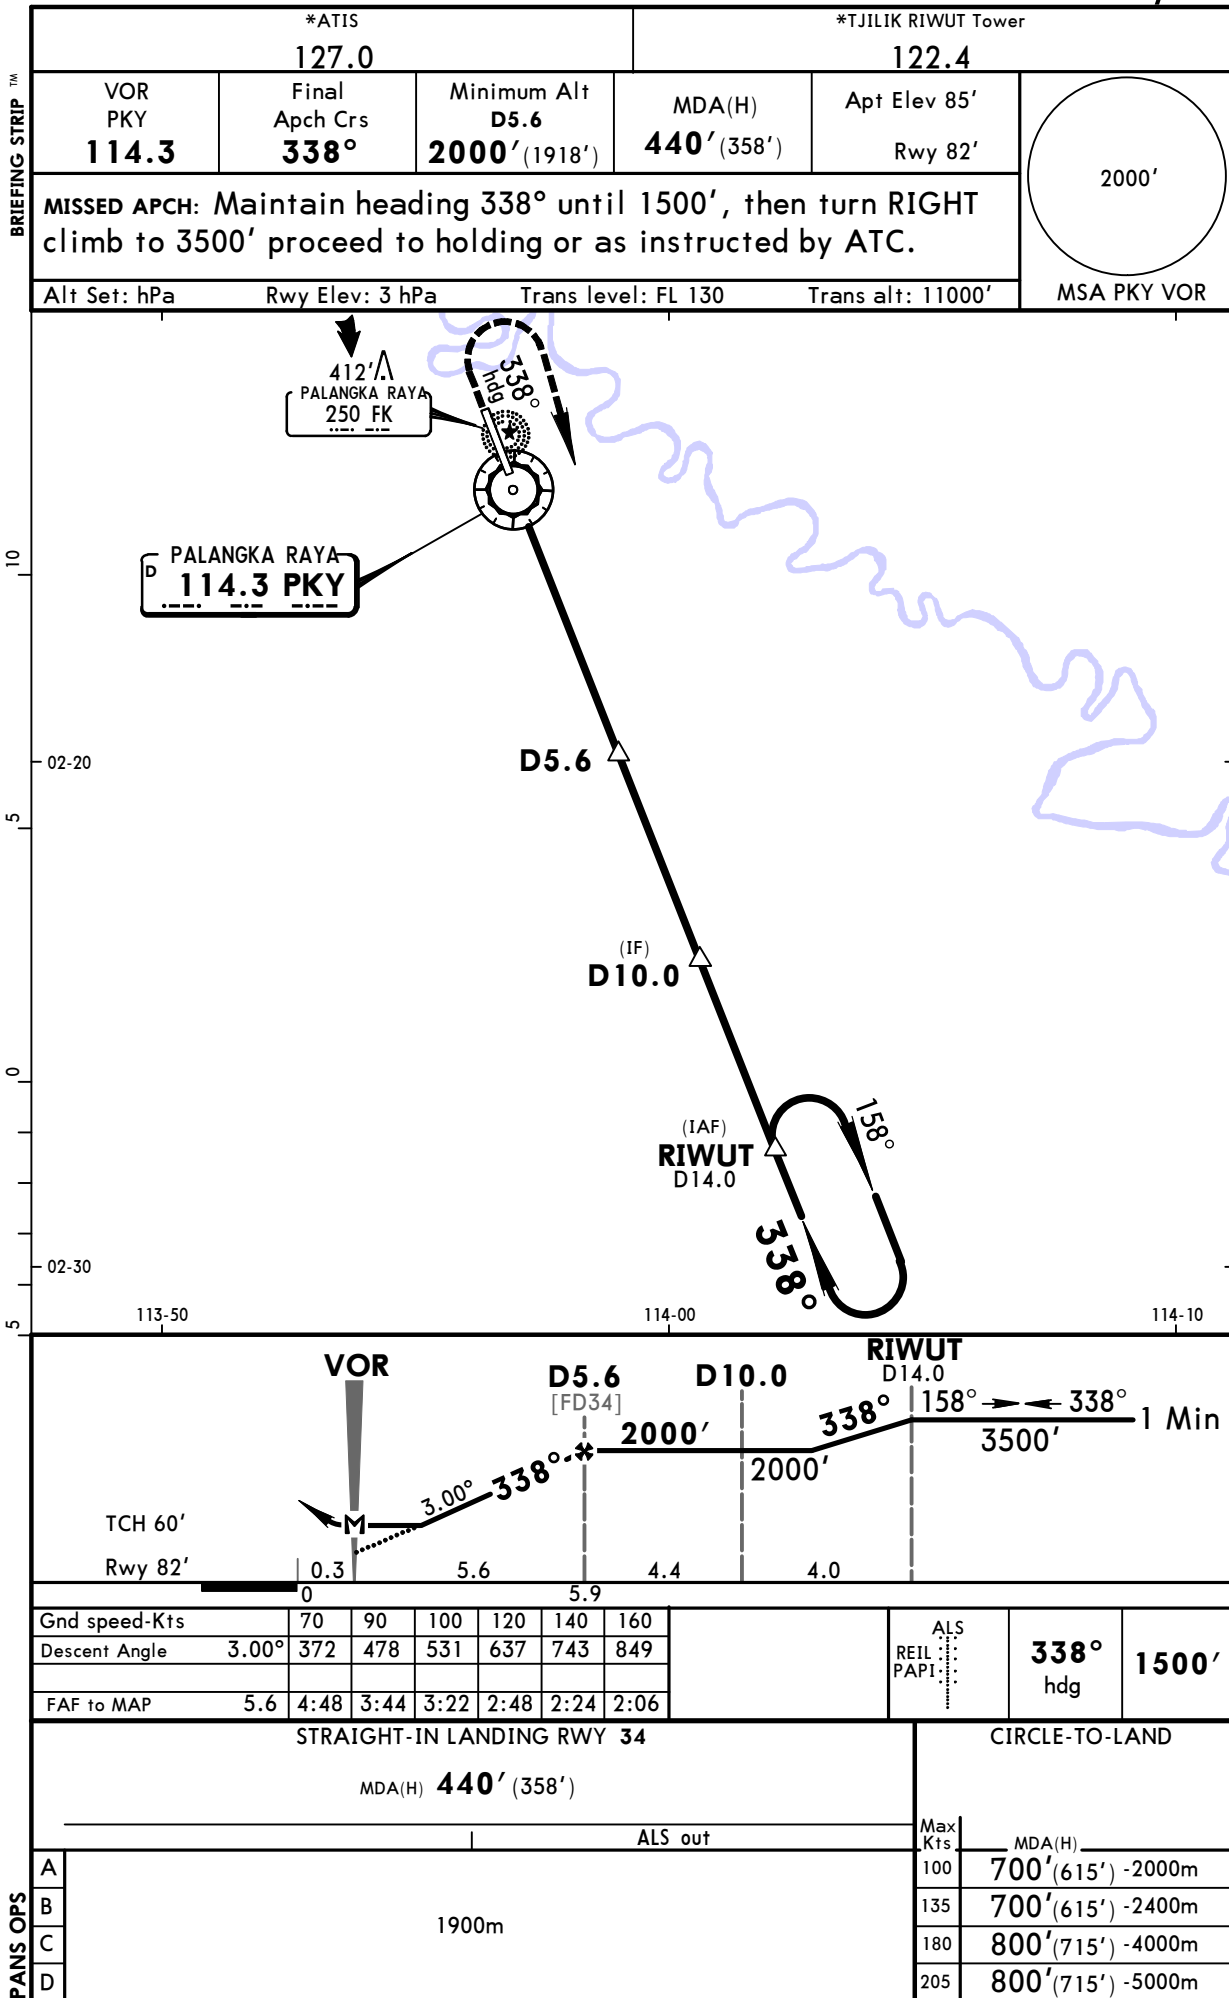 *ATIS
127.0
*TJILIK RIWUT Tower
122.4
BRIEFING STRIP ™
VOR
PKY
114.3
Final
Apch Crs
338°
Minimum Alt
D5.6
2000′ (1918′)
MDA(H)
440′ (358′)
Apt Elev 85′
Rwy 82′
2000′
MSA PKY VOR
MISSED APCH: Maintain heading 338° until 1500′, then turn RIGHT
climb to 3500′ proceed to holding or as instructed by ATC.
Alt Set: hPa Rwy Elev: 3 hPa Trans level: FL 130 Trans alt: 11000′
412′
PALANGKA RAYA
250 FK
338°
hdg
PALANGKA RAYA
D 114.3 PKY
10
02-20
D5.6
5
(IF)
D10.0
0
(IAF)
RIWUT
D14.0
158°
338°
02-30
5
113-50 114-00 114-10
VOR
D5.6
[FD34]
D10.0
RIWUT
D14.0
158° 338°
1 Min
3500′
338°
2000′
2000′
338°
3.00°
M
TCH 60′
Rwy 82′
0.3 5.6 4.4 4.0
0 5.9
Gnd speed-Kts 70 90 100 120 140 160
Descent Angle 3.00° 372 478 531 637 743 849
FAF to MAP 5.6 4:48 3:44 3:22 2:48 2:24 2:06
ALS
REIL
PAPI
338°
hdg
1500′
STRAIGHT-IN LANDING RWY 34
MDA(H) 440′ (358′)
ALS out
CIRCLE-TO-LAND
Max
Kts
MDA(H)
PANS OPS
A
B
C
D
1900m
100 700′(615′) -2000m
135 700′(615′) -2400m
180 800′(715′) -4000m
205 800′(715′) -5000m